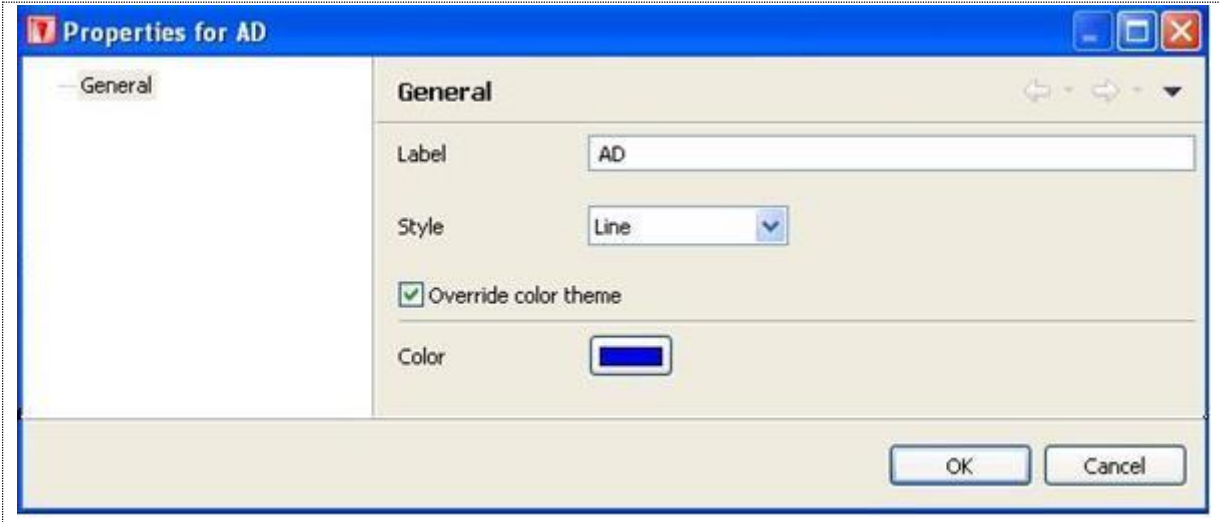 Properties for AD
General
General
Label AD
Style Line
Override color theme
Color
OK Cancel